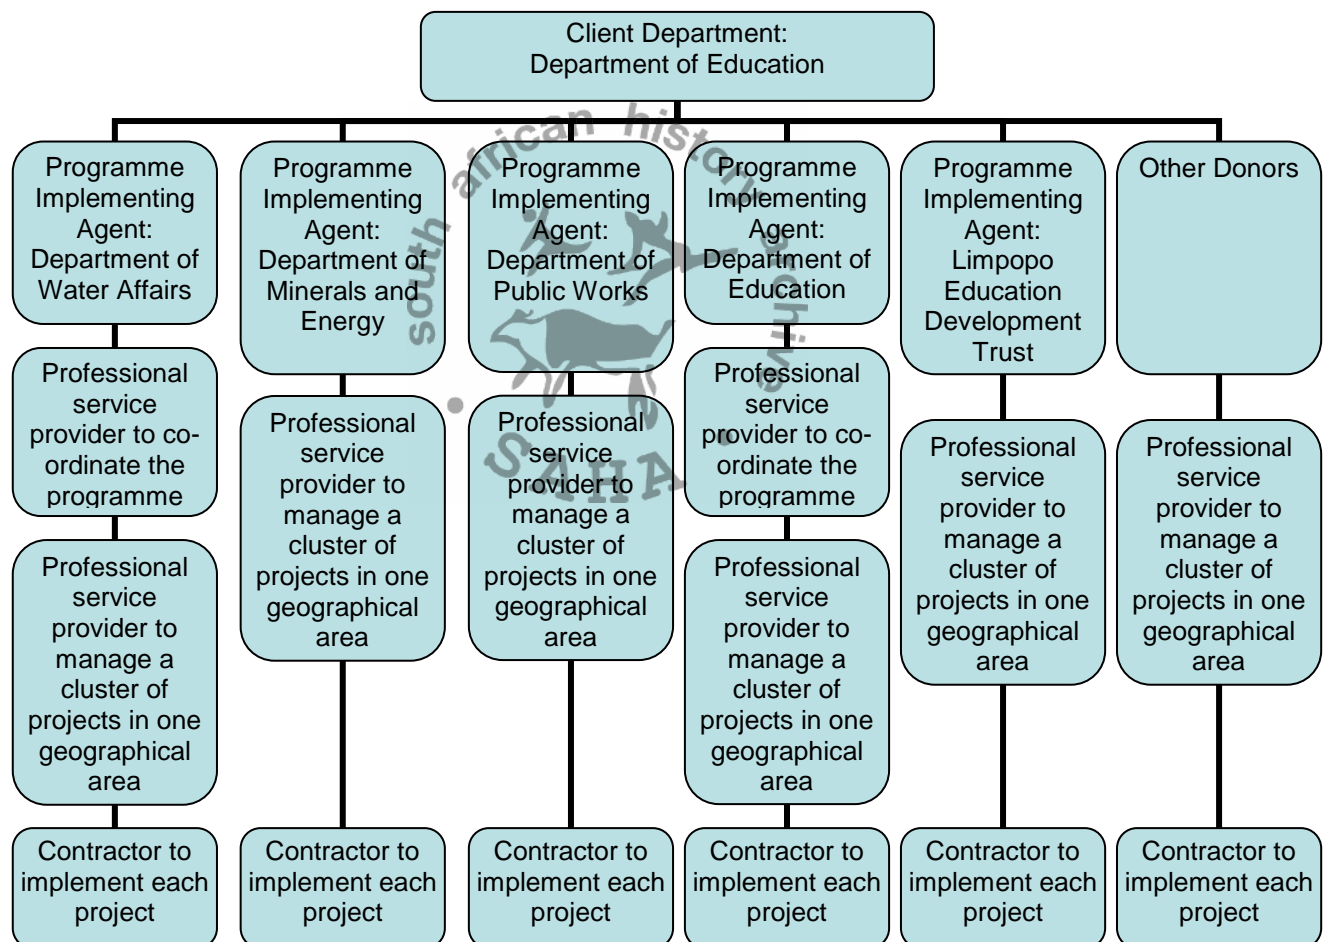 Client Department:
Department of Education
Programme
Implementing
Agent:
Department of
Water Affairs
Programme
Implementing
Agent:
Department of
Minerals and
Energy
Programme
Implementing
Agent:
Department of
Public Works
Programme
Implementing
Agent:
Department of
Education
Programme
Implementing
Agent:
Limpopo
Education
Development
Trust
Other Donors
Professional
service
provider to co-
ordinate the
programme
Professional
service
provider to
manage a
cluster of
projects in one
geographical
area
Professional
service
provider to
manage a
cluster of
projects in one
geographical
area
Professional
service
provider to co-
ordinate the
programme
Professional
service
provider to
manage a
cluster of
projects in one
geographical
area
Professional
service
provider to
manage a
cluster of
projects in one
geographical
area
Professional
service
provider to
manage a
cluster of
projects in one
geographical
area
Professional
service
provider to
manage a
cluster of
projects in one
geographical
area
Contractor to
implement each
project
Contractor to
implement each
project
Contractor to
implement each
project
Contractor to
implement each
project
Contractor to
implement each
project
Contractor to
implement each
project
south african history archive
• SAHA •